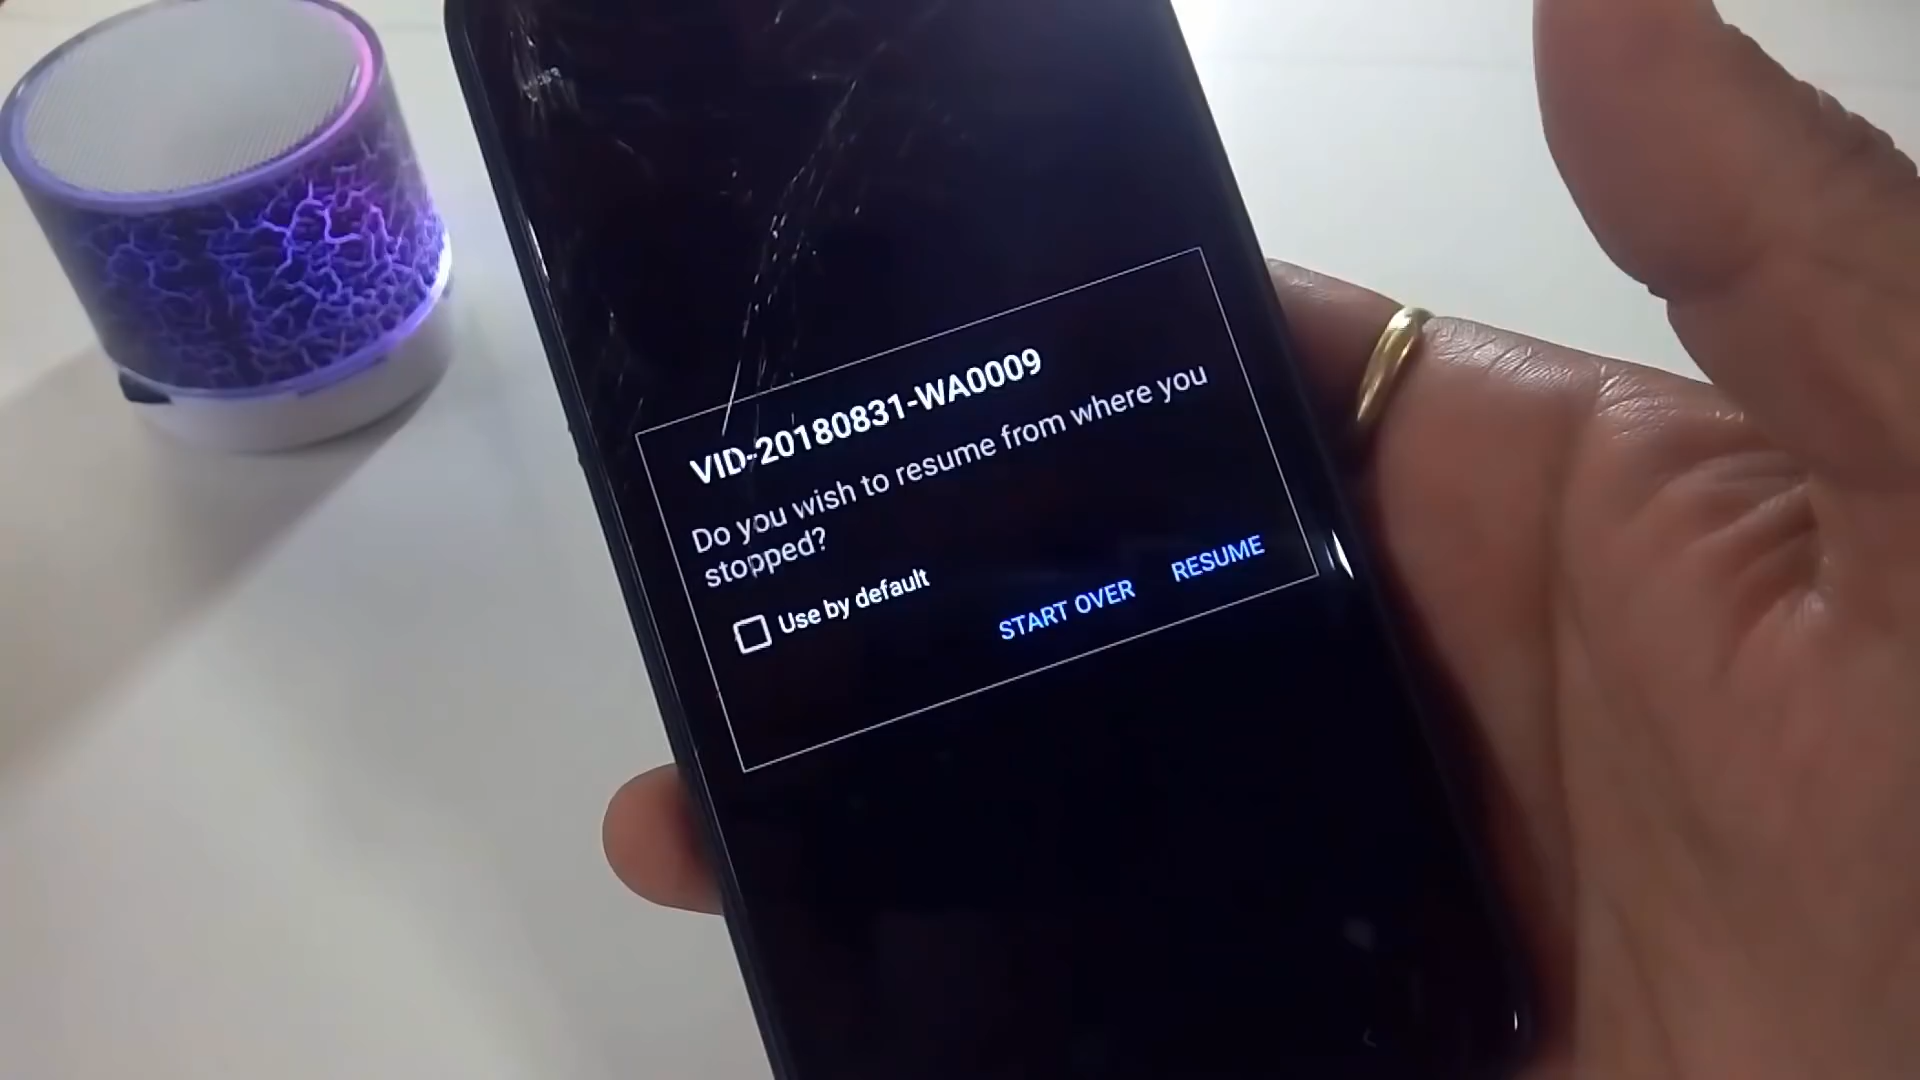 VID-20180831-WA0009
Do you wish to resume from where you
stopped?
Use by default
START OVER
RESUME